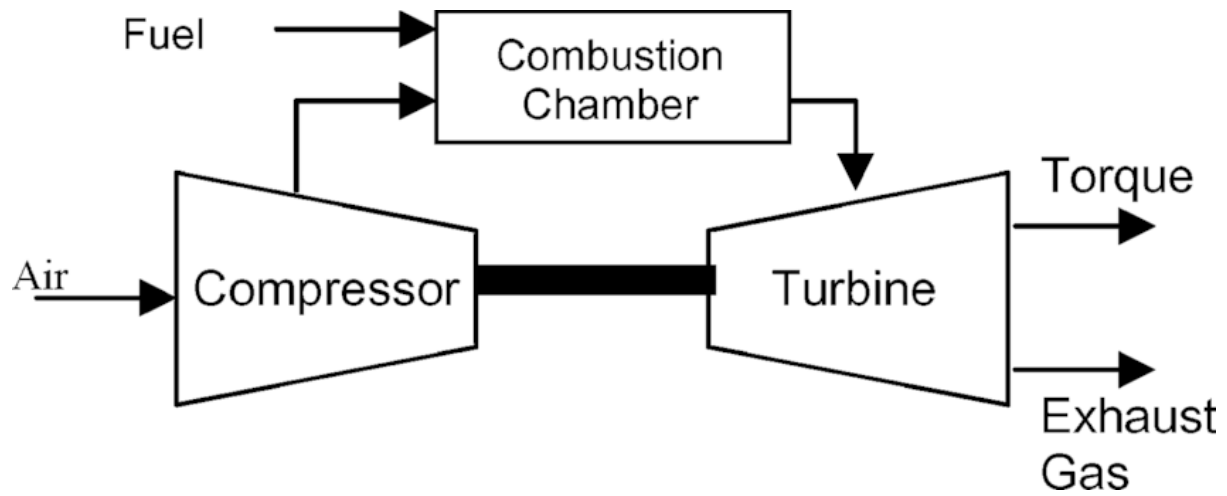 Fuel
Combustion
Chamber
Torque
Air
Compressor
Turbine
Exhaust
Gas